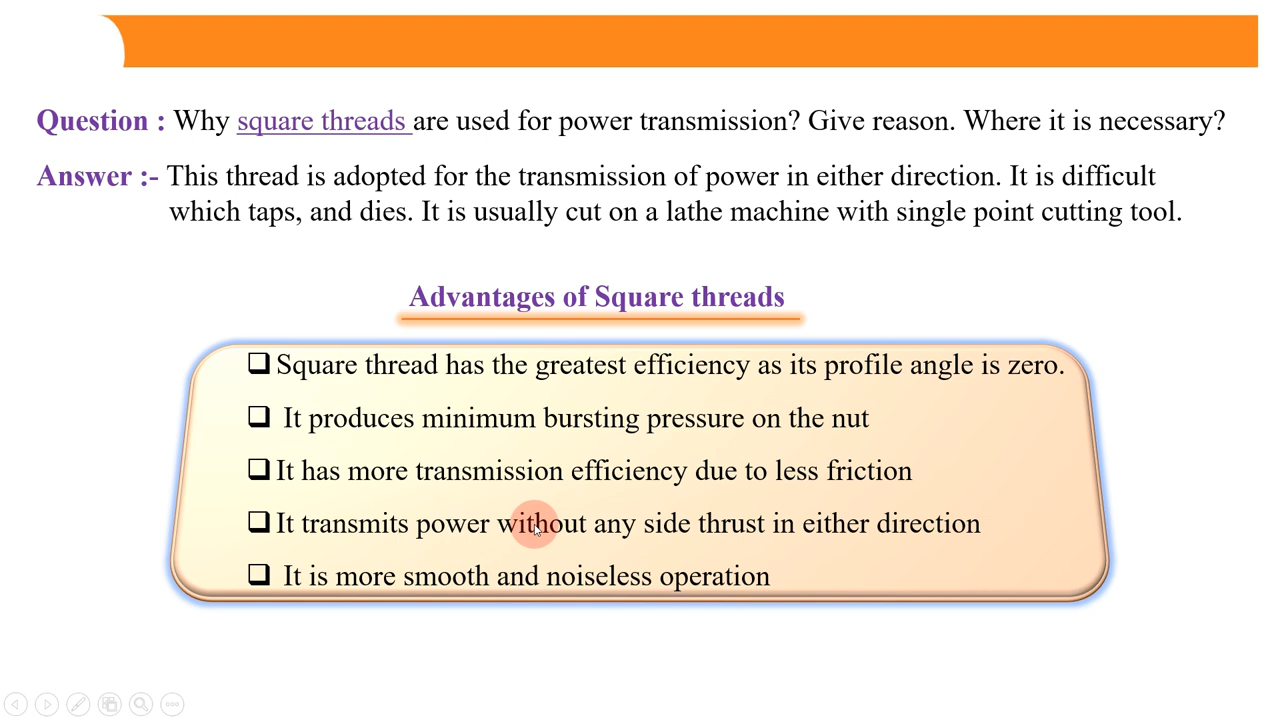 Question : Why square threads are used for power transmission? Give reason. Where it is necessary?
Answer :- This thread is adopted for the transmission of power in either direction. It is difficult
which taps, and dies. It is usually cut on a lathe machine with single point cutting tool.
Advantages of Square threads
❑ Square thread has the greatest efficiency as its profile angle is zero.
❑ It produces minimum bursting pressure on the nut
❑ It has more transmission efficiency due to less friction
❑ It transmits power without any side thrust in either direction
❑ It is more smooth and noiseless operation